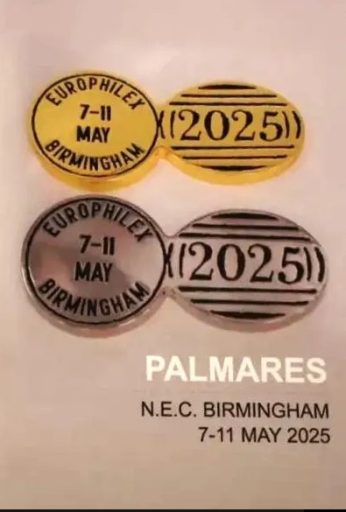 EUROPHILEX
7-11
MAY
BIRMINGHAM
((2025))
EUROPHILEX
7-11
MAY
BIRMINGHAM
((2025))
PALMARES
N.E.C. BIRMINGHAM
7-11 MAY 2025